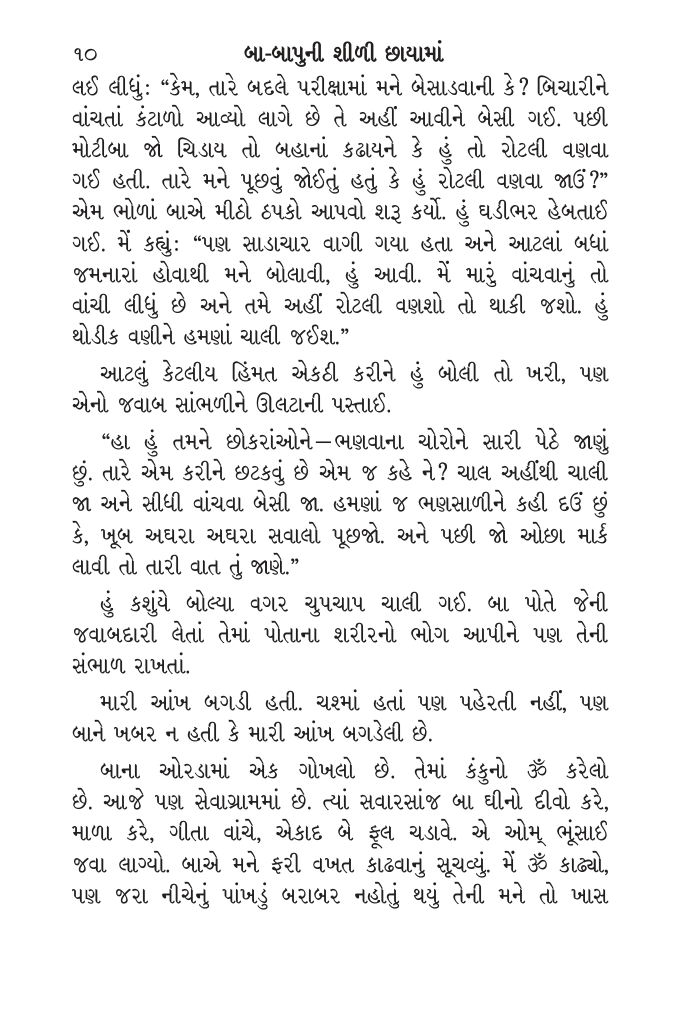 ૧૦ બા-બાપુની શીળી છાયામાં
લઈ લીધું: “કેમ, તારે બદલે પરીક્ષામાં મને બેસાડવાની કે? બિચારીને
વાંચતાં કંટાળો આવ્યો લાગે છે તે અહીં આવીને બેસી ગઈ. પછી
મોટીબા જો ચિડાય તો બહાનાં કઢાયને કે હું તો રોટલી વણવા
ગઈ હતી. તારે મને પૂછવું જોઈતું હતું કે હું રોટલી વણવા જાઉં?”
એમ ભોળાં બાએ મીઠો ઠપકો આપવો શરૂ કર્યો. હું ઘડીભર હેબતાઈ
ગઈ. મેં કહ્યું: “પણ સાડાચાર વાગી ગયા હતા અને આટલાં બધાં
જમનારાં હોવાથી મને બોલાવી, હું આવી. મેં મારું વાંચવાનું તો
વાંચી લીધું છે અને તમે અહીં રોટલી વણશો તો થાકી જશો. હું
થોડીક વણીને હમણાં ચાલી જઈશ.”
આટલું કેટલીય હિંમત એકઠી કરીને હું બોલી તો ખરી, પણ
એનો જવાબ સાંભળીને ઊલટાની પસ્તાઈ.
“હા હું તમને છોકરાંઓને—ભણવાના ચોરોને સારી પેઠે જાણું
છું. તારે એમ કરીને છટકવું છે એમ જ કહે ને? ચાલ અહીંથી ચાલી
જા અને સીધી વાંચવા બેસી જા. હમણાં જ ભણસાળીને કહી દઉં છું
કે, ખૂબ અઘરા અઘરા સવાલો પૂછજો. અને પછી જો ઓછા માર્ક
લાવી તો તારી વાત તું જાણે.”
હું કશુંયે બોલ્યા વગર ચુપચાપ ચાલી ગઈ. બા પોતે જેની
જવાબદારી લેતાં તેમાં પોતાના શરીરનો ભોગ આપીને પણ તેની
સંભાળ રાખતાં.
મારી આંખ બગડી હતી. ચશ્માં હતાં પણ પહેરતી નહીં, પણ
બાને ખબર ન હતી કે મારી આંખ બગડેલી છે.
બાના ઓરડામાં એક ગોખલો છે. તેમાં કંકુનો ૐ કરેલો
છે. આજે પણ સેવાગ્રામમાં છે. ત્યાં સવારસાંજ બા ઘીનો દીવો કરે,
માળા કરે, ગીતા વાંચે, એકાદ બે ફૂલ ચડાવે. એ ઓમ્ ભૂંસાઈ
જવા લાગ્યો. બાએ મને ફરી વખત કાઢવાનું સૂચવ્યું. મેં ૐ કાઢ્યો,
પણ જરા નીચેનું પાંખડું બરાબર નહોતું થયું તેની મને તો ખાસ